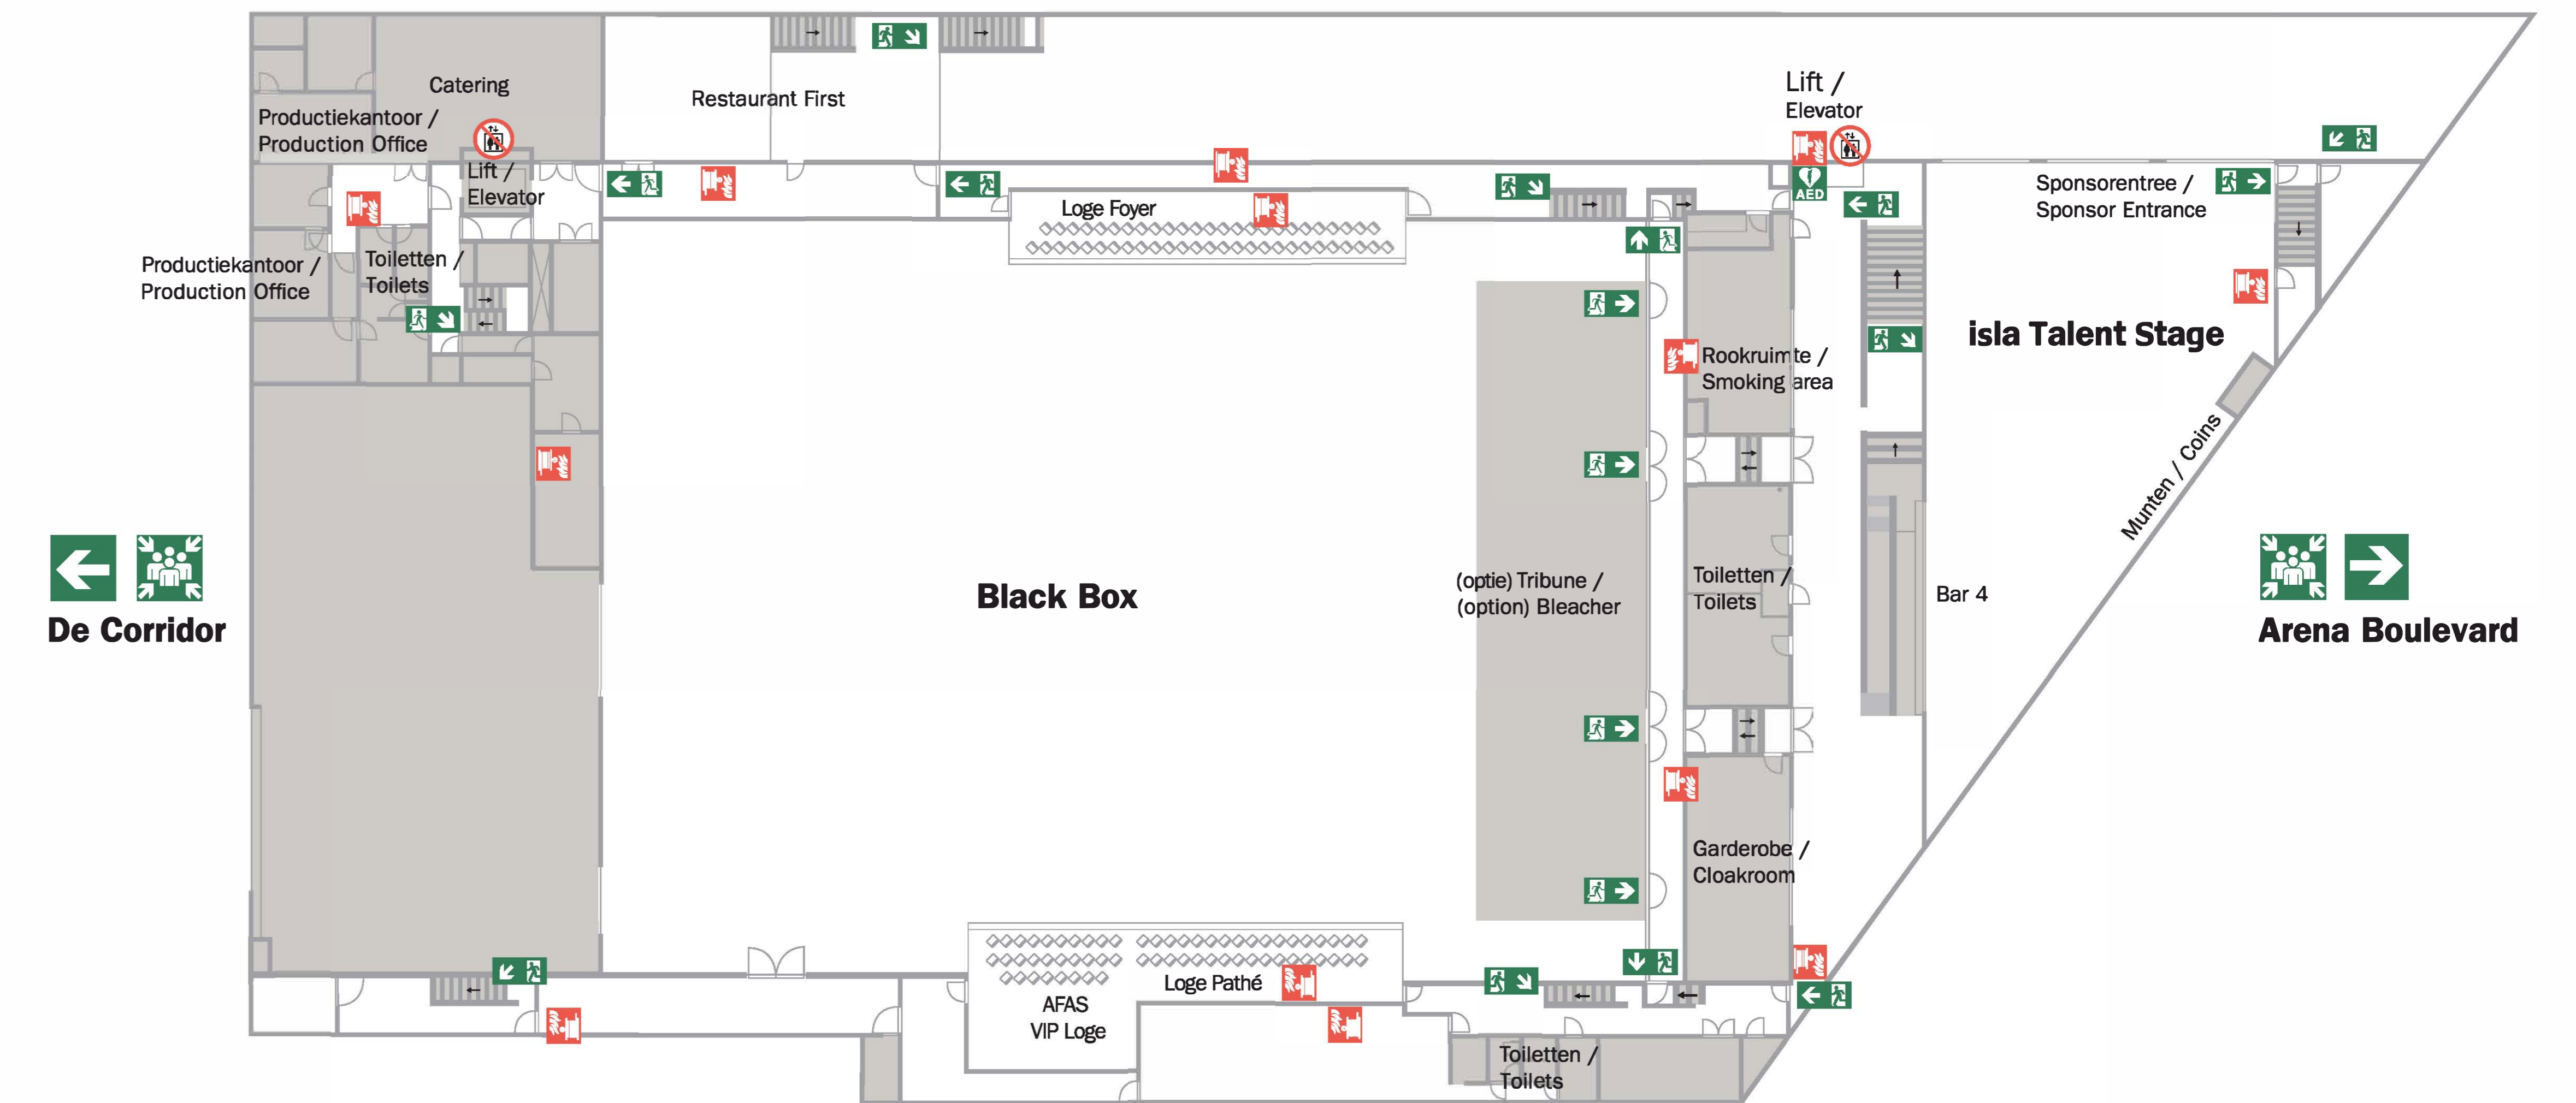 Catering
Productiekantoor /
Production Office
Lift /
Elevator
Restaurant First
Lift /
Elevator
AED
Sponsorentree /
Sponsor Entrance
Loge Foyer
Productiekantoor /
Production Office
Toiletten /
Toilets
isla Talent Stage
Rookruimte /
Smoking area
Munten / Coins
De Corridor
Black Box
(optie) Tribune /
(option) Bleacher
Toiletten /
Toilets
Bar 4
Arena Boulevard
Garderobe /
Cloakroom
Loge Pathé
AFAS
VIP Loge
Toiletten /
Toilets